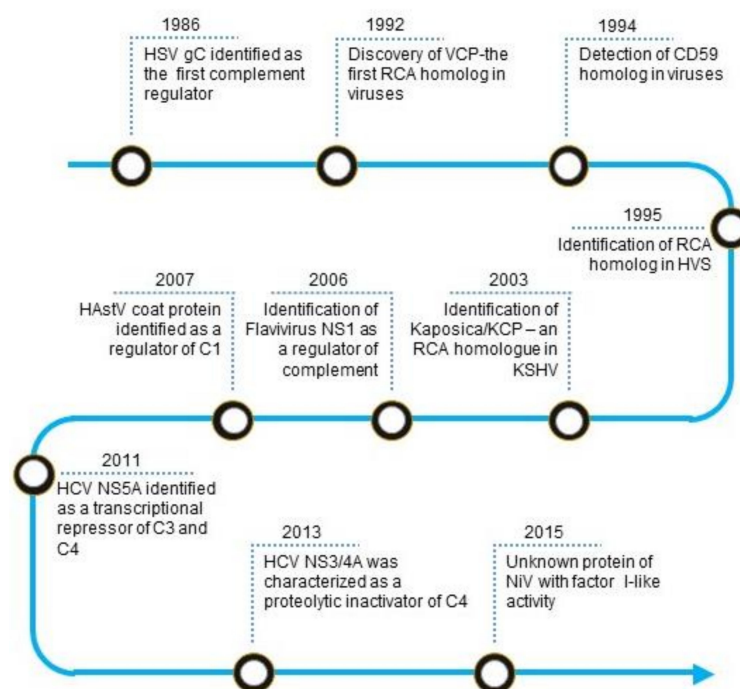 1986
HSV gC identified as
the first complement
regulator
1992
Discovery of VCP-the
first RCA homolog in
viruses
1994
Detection of CD59
homolog in viruses
1995
Identification of RCA
homolog in HVS
2003
Identification of
Kaposica/KCP – an
RCA homologue in
KSHV
2006
Identification of
Flavivirus NS1 as
a regulator of
complement
2007
HAstV coat protein
identified as a
regulator of C1
2011
HCV NS5A identified
as a transcriptional
repressor of C3 and
C4
2013
HCV NS3/4A was
characterized as a
proteolytic inactivator of C4
2015
Unknown protein of
NiV with factor I-like
activity